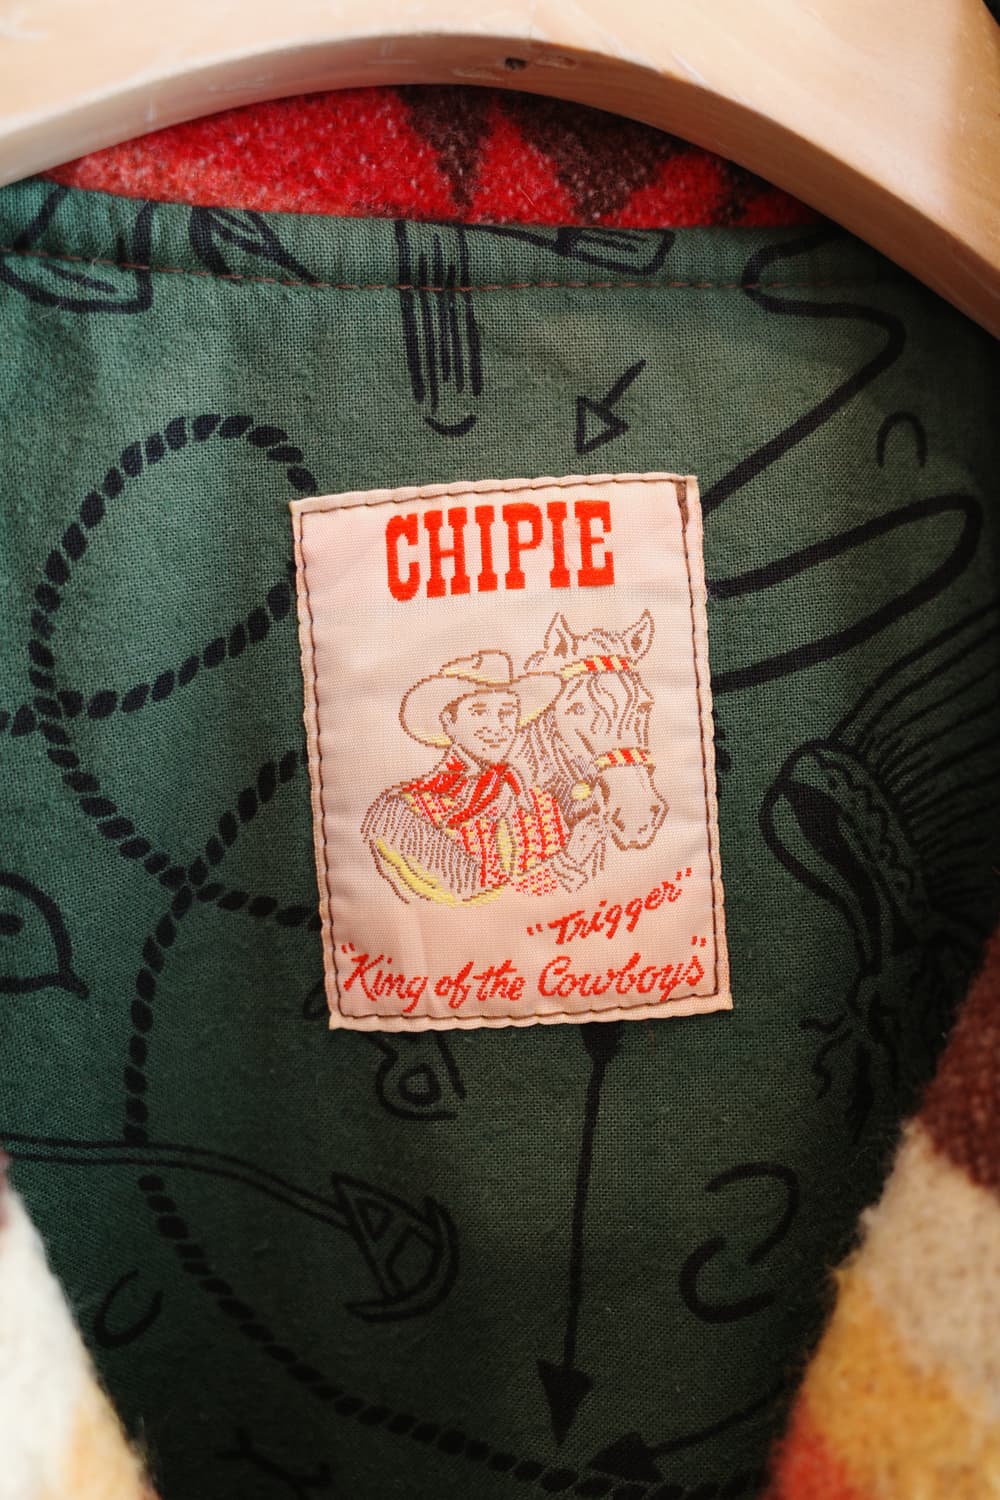 CHIPIE
"Trigger"
"King of the Cowboys"